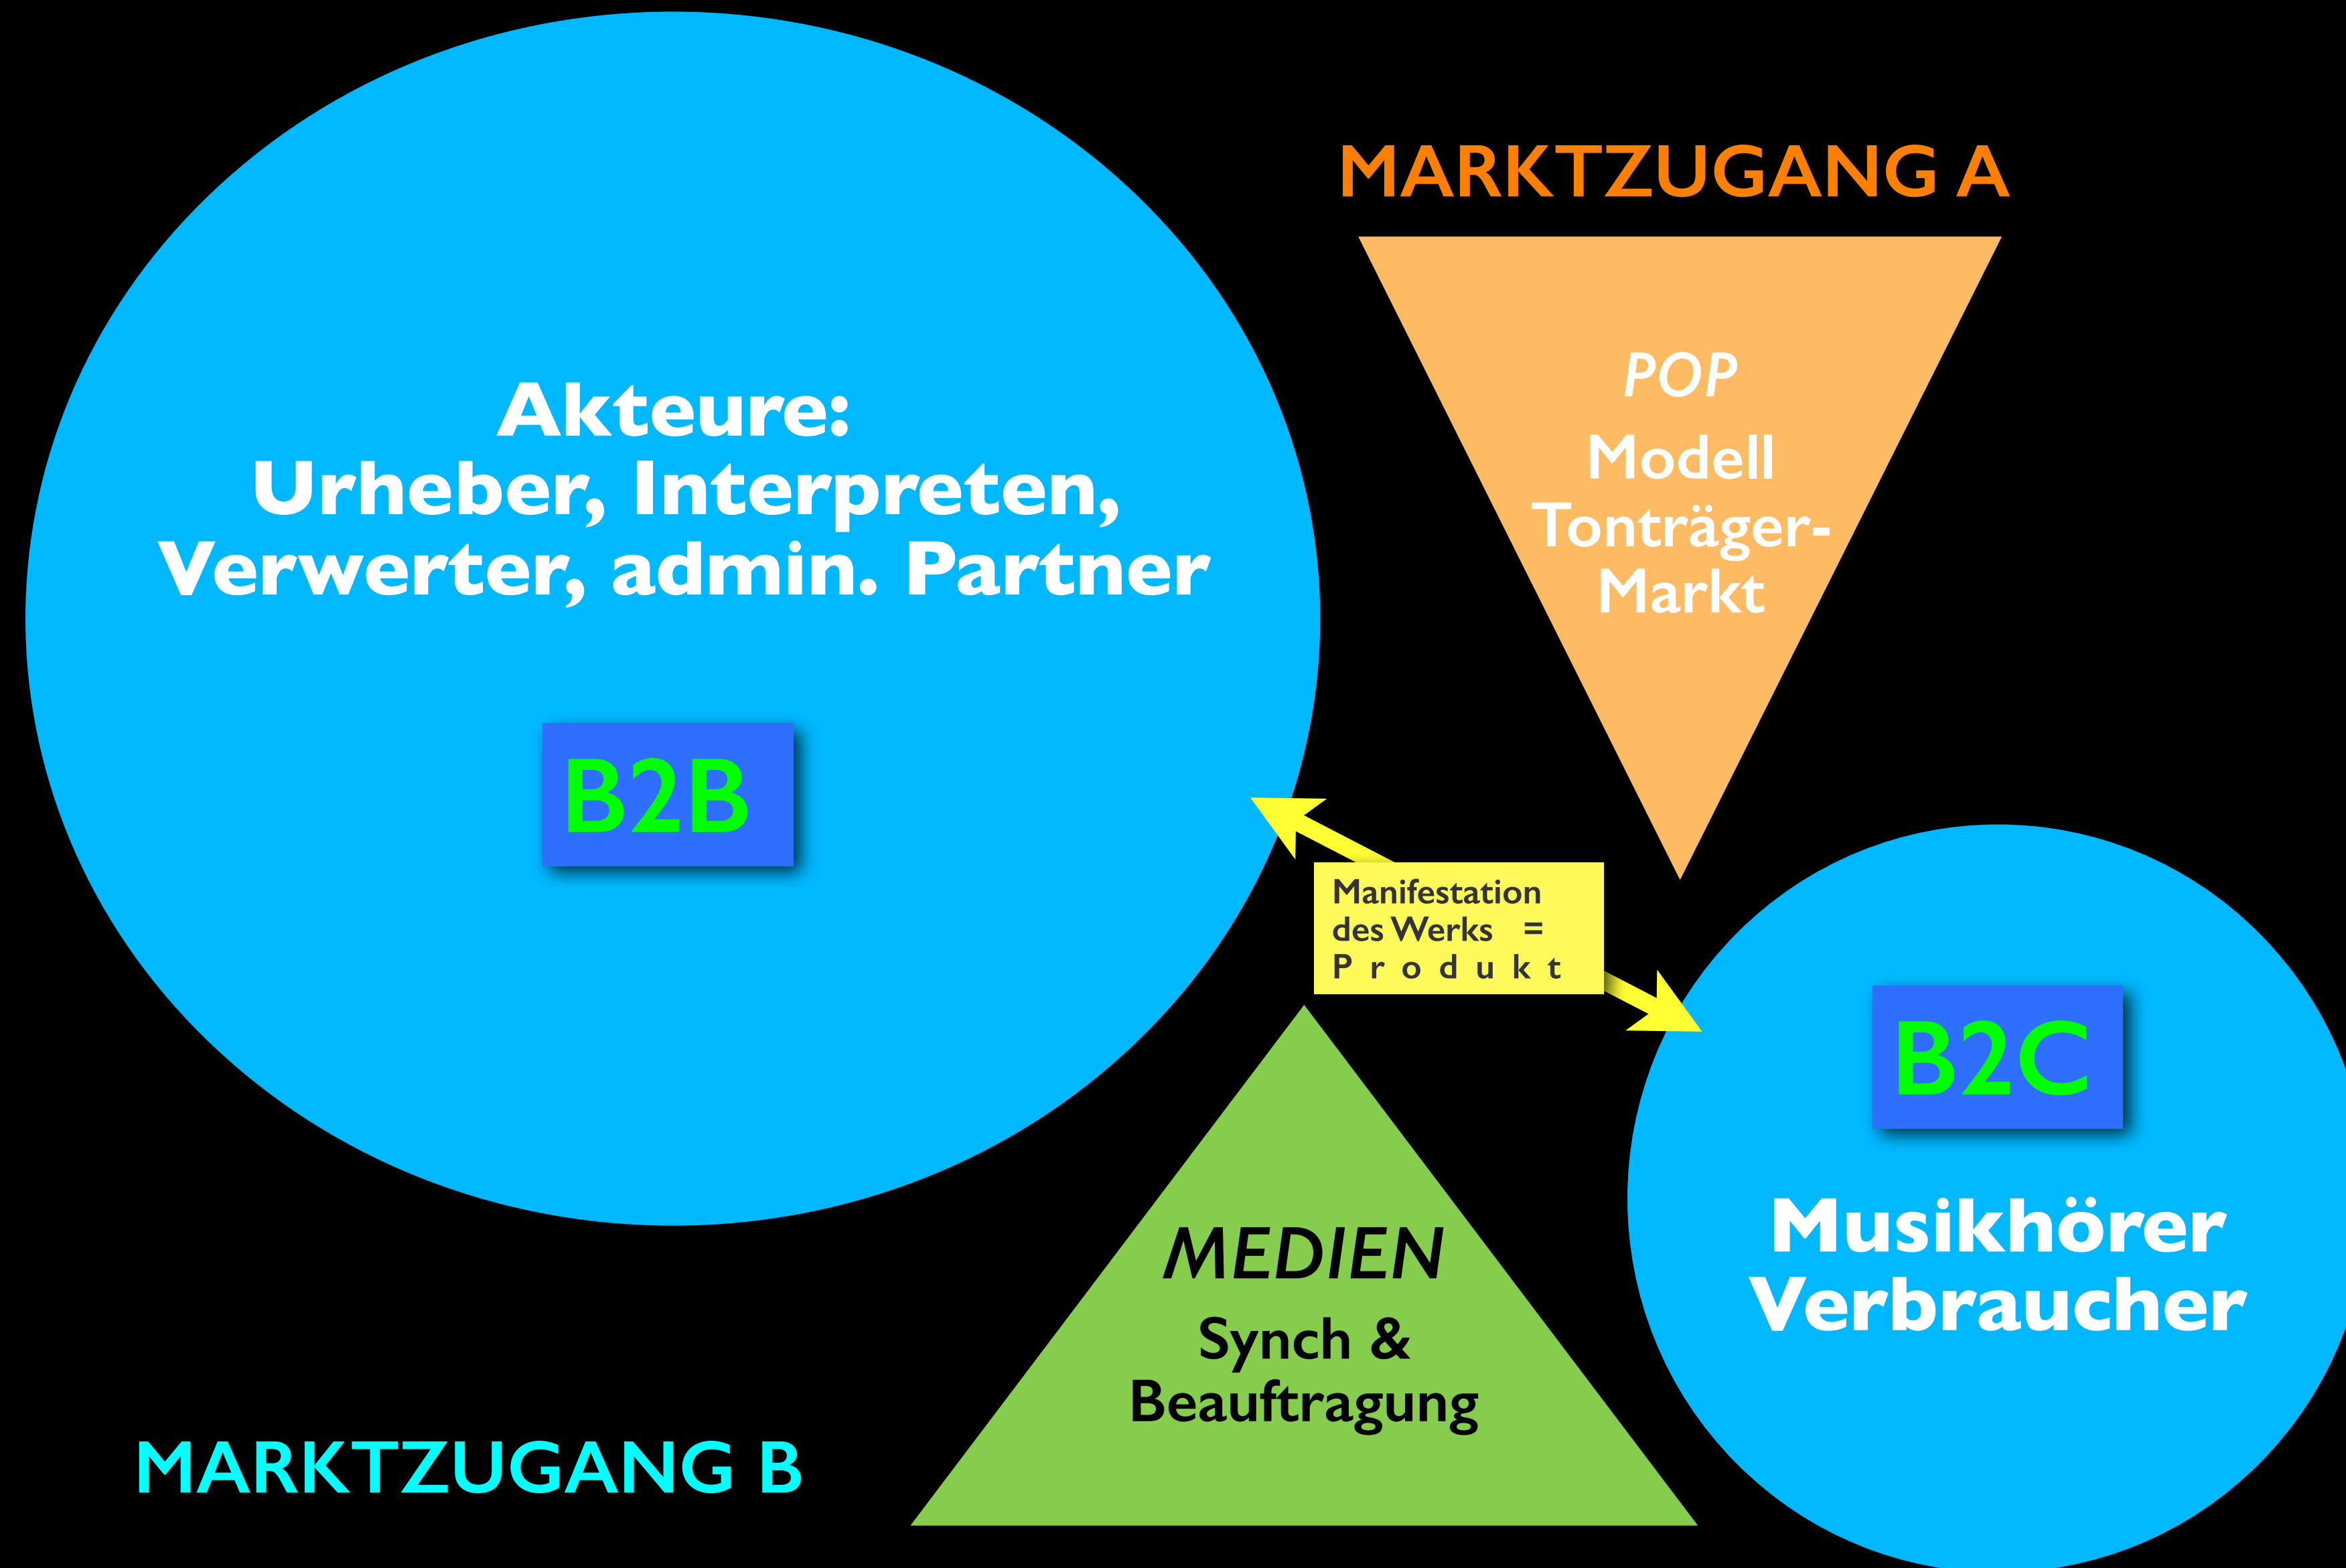 Akteure:
Urheber, Interpreten,
Verwerter, admin. Partner
B2B
MARKTZUGANG A
POP
Modell
Tonträger-
Markt
Manifestation
des Werks =
P r o d u k t
B2C
Musikhörer
Verbraucher
MEDIEN
Synch &
Beauftragung
MARKTZUGANG B